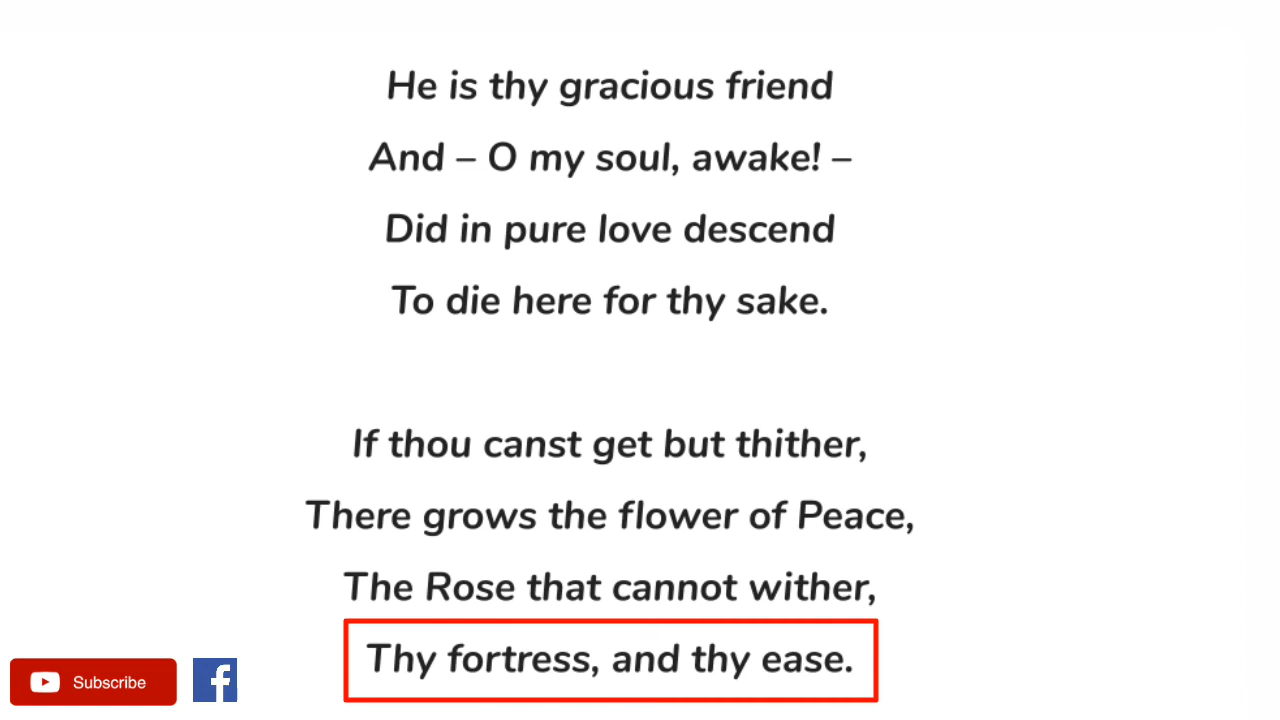 He is thy gracious friend
And – O my soul, awake! –
Did in pure love descend
To die here for thy sake.
If thou canst get but thither,
There grows the flower of Peace,
The Rose that cannot wither,
Thy fortress, and thy ease.
Subscribe